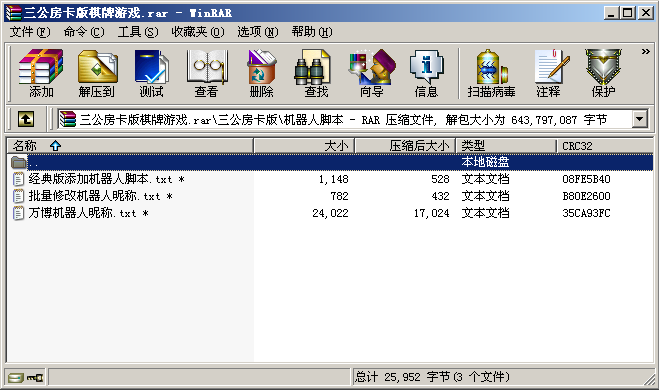 三公房卡版棋牌游戏.rar - WinRAR
文件(F) 命令(C) 工具(S) 收藏夹(O) 选项(N) 帮助(H)
添加 解压到 测试 查看 删除 查找 向导 信息 扫描病毒 注释 保护
三公房卡版棋牌游戏.rar\三公房卡版\机器人脚本 - RAR 压缩文件, 解包大小为 643,797,087 字节
名称 大小 压缩后大小 类型 CRC32
.. 本地磁盘
经典版添加机器人脚本.txt * 1,148 528 文本文档 08FE5B40
批量修改机器人昵称.txt * 782 432 文本文档 B80E2600
万博机器人昵称.txt * 24,022 17,024 文本文档 35CA93FC
总计 25,952 字节(3 个文件)